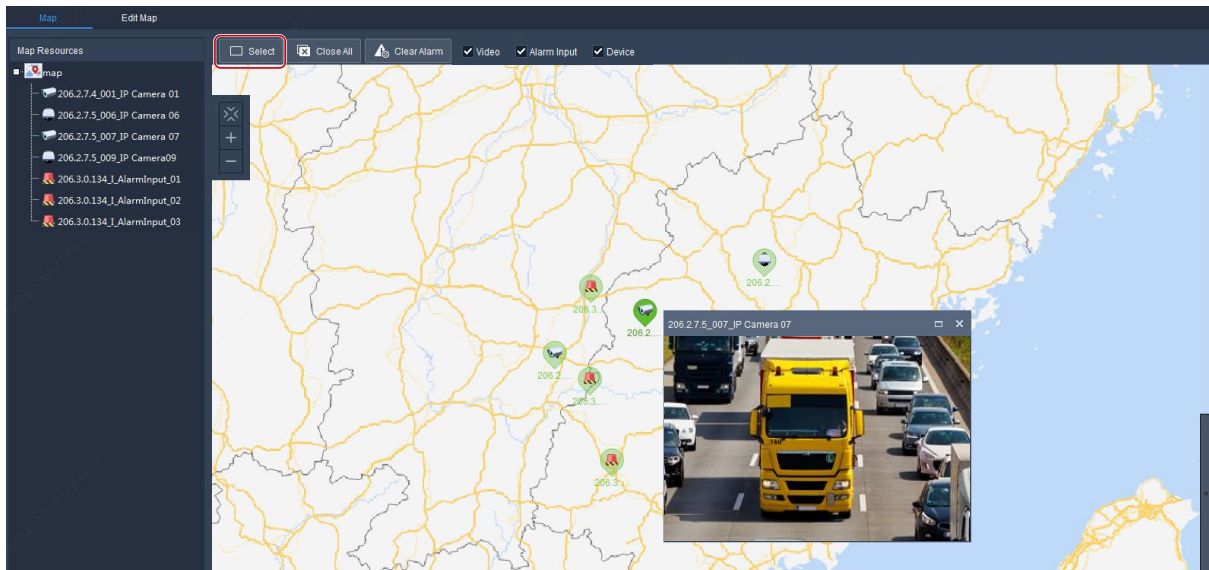 Map Edit Map
Map Resources
Select Close All Clear Alarm Video Alarm Input Device
map
206.2.7.4_001_IP Camera 01
206.2.7.5_006_IP Camera 06
206.2.7.5_007_IP Camera 07
206.2.7.5_009_IP Camera09
206.3.0.134_I_AlarmInput_01
206.3.0.134_I_AlarmInput_02
206.3.0.134_I_AlarmInput_03
206.2....
206.3....
206.2....
206.2.7.5_007_IP Camera 07
206.2....
206.3....
206.3....